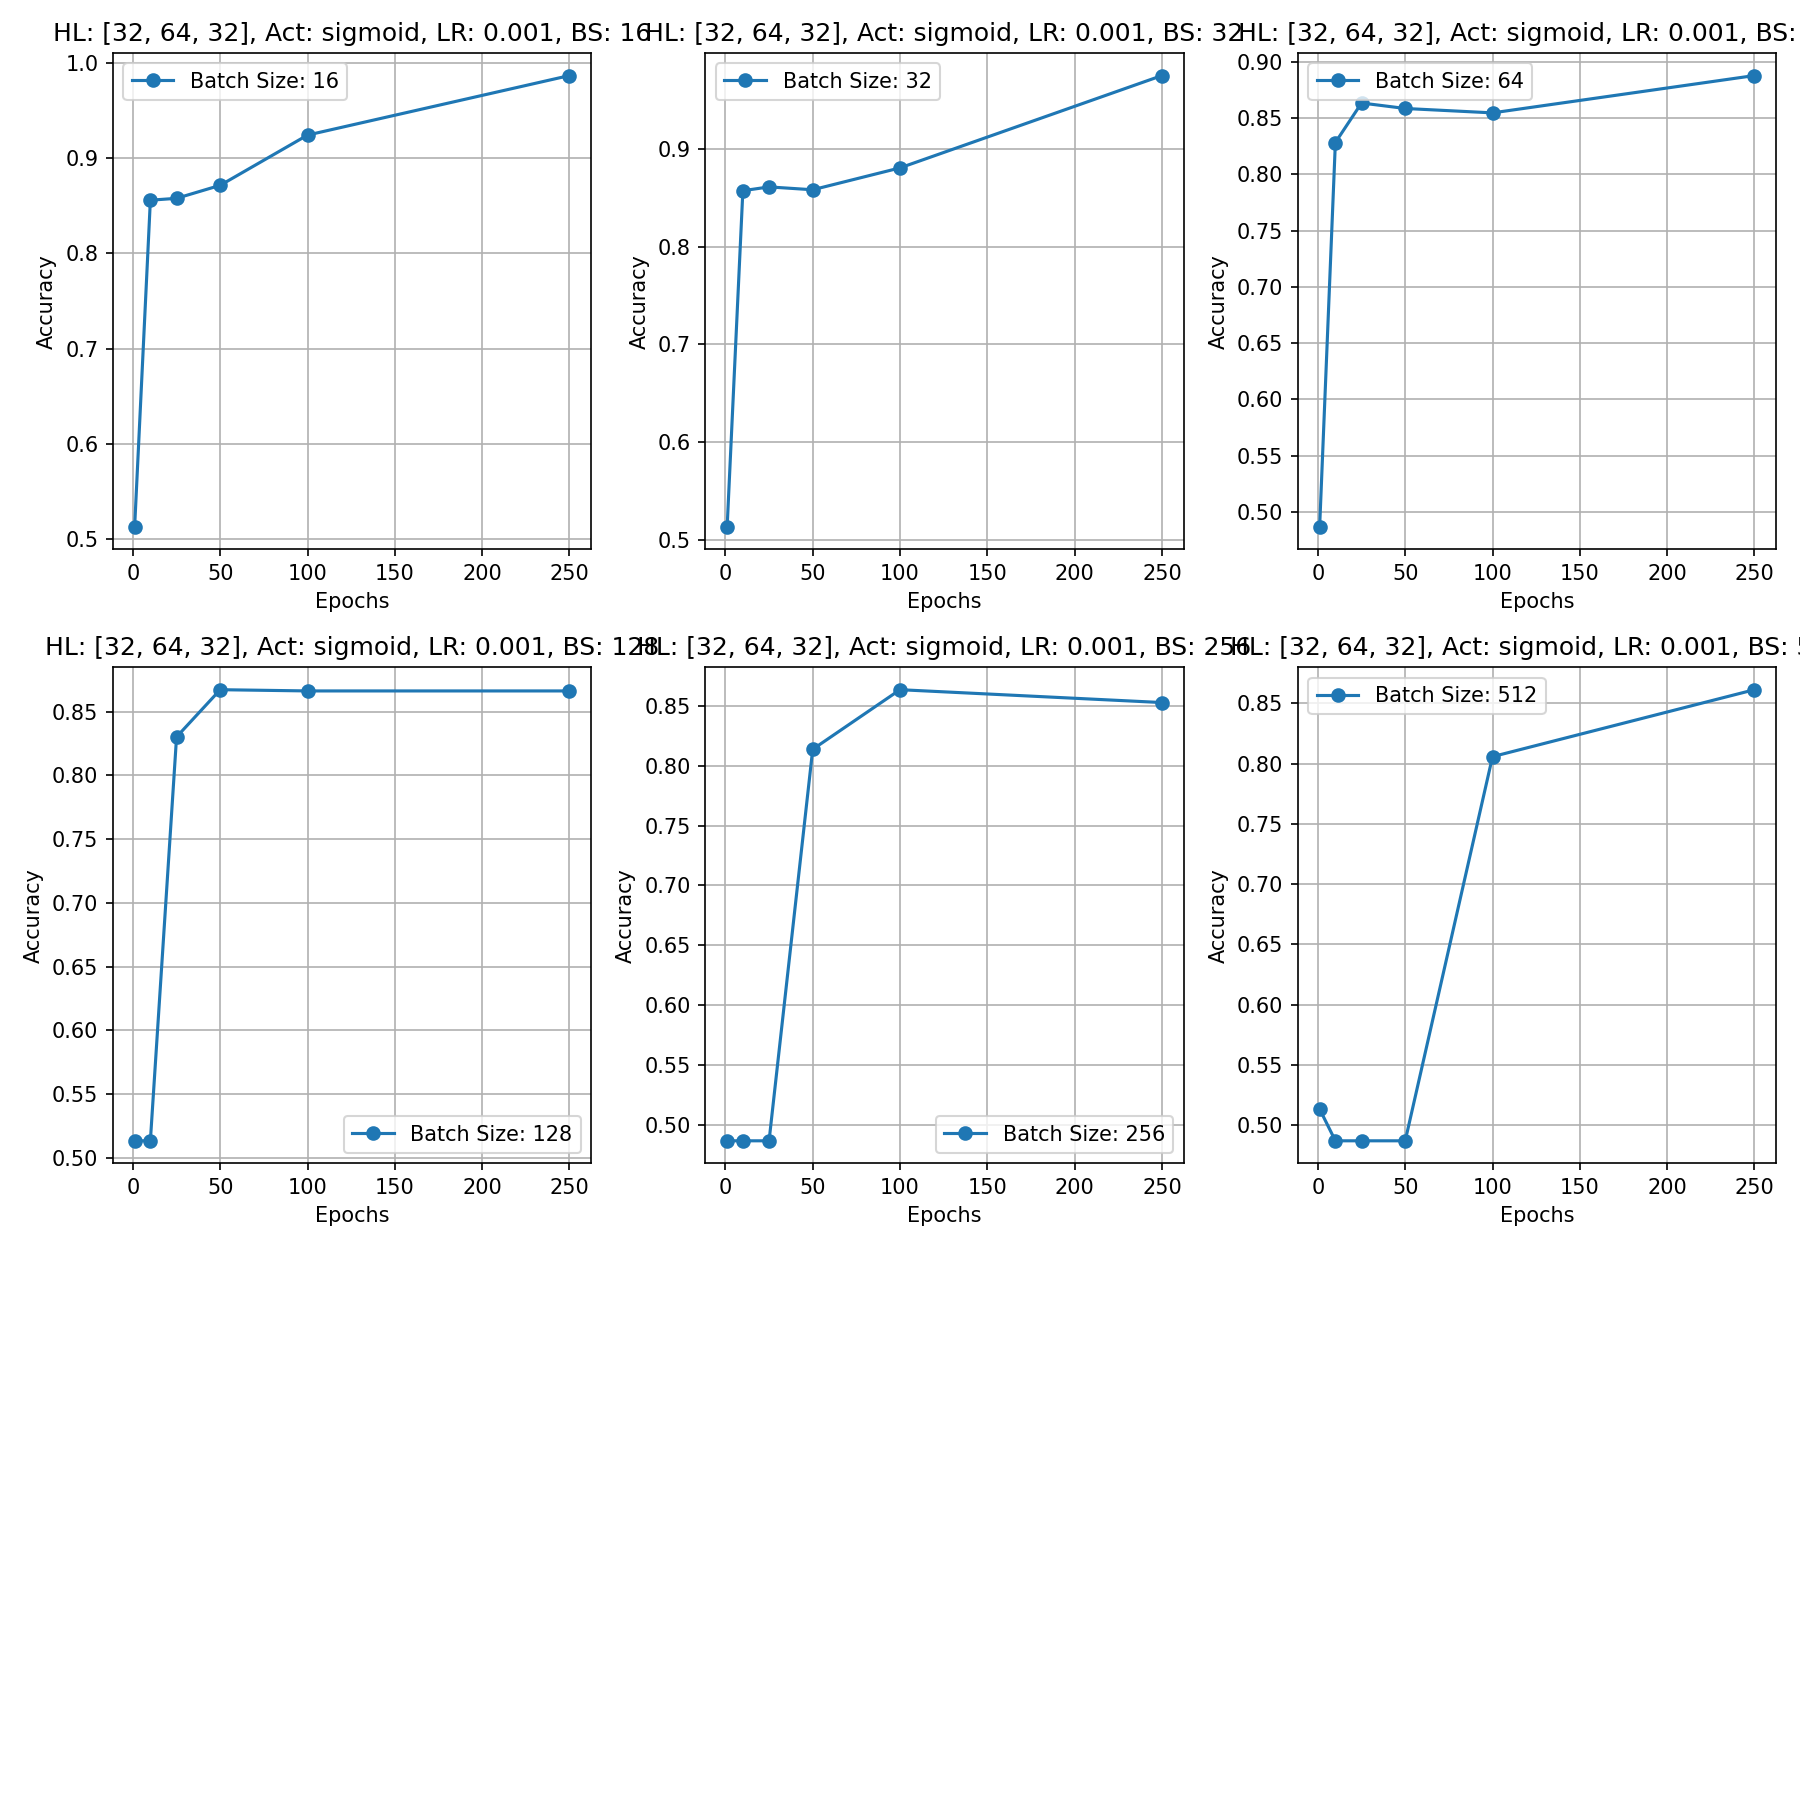 HL: [32, 64, 32], Act: sigmoid, LR: 0.001, BS: 16
Batch Size: 16
1.0
0.9
0.8
0.7
0.6
0.5
Accuracy
0 50 100 150 200 250
Epochs
HL: [32, 64, 32], Act: sigmoid, LR: 0.001, BS: 32
Batch Size: 32
0.9
0.8
0.7
0.6
0.5
Accuracy
0 50 100 150 200 250
Epochs
HL: [32, 64, 32], Act: sigmoid, LR: 0.001, BS:
Batch Size: 64
0.90
0.85
0.80
0.75
0.70
0.65
0.60
0.55
0.50
Accuracy
0 50 100 150 200 250
Epochs
HL: [32, 64, 32], Act: sigmoid, LR: 0.001, BS: 128
0.85
0.80
0.75
0.70
0.65
0.60
0.55
0.50
Accuracy
Batch Size: 128
0 50 100 150 200 250
Epochs
HL: [32, 64, 32], Act: sigmoid, LR: 0.001, BS: 256
0.85
0.80
0.75
0.70
0.65
0.60
0.55
0.50
Accuracy
Batch Size: 256
0 50 100 150 200 250
Epochs
HL: [32, 64, 32], Act: sigmoid, LR: 0.001, BS:
Batch Size: 512
0.85
0.80
0.75
0.70
0.65
0.60
0.55
0.50
Accuracy
0 50 100 150 200 250
Epochs